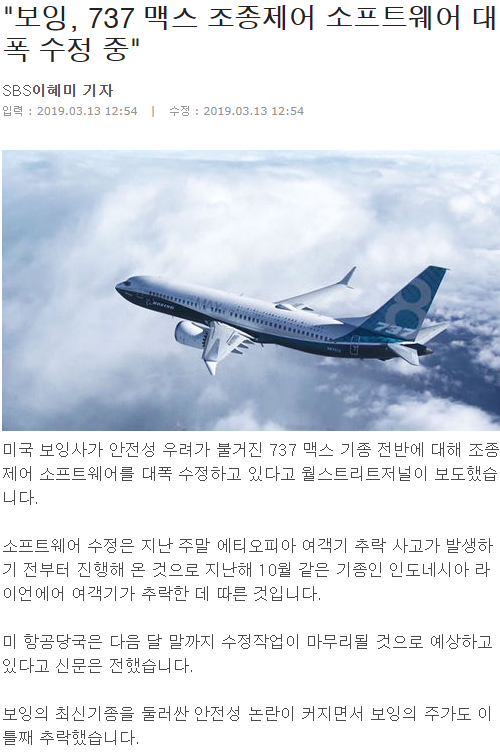 "보잉, 737 맥스 조종제어 소프트웨어 대
폭 수정 중"
SBS이혜미 기자
입력 : 2019.03.13 12:54 | 수정 : 2019.03.13 12:54
BOEING
MAX
8
737
미국 보잉사가 안전성 우려가 불거진 737 맥스 기종 전반에 대해 조종
제어 소프트웨어를 대폭 수정하고 있다고 월스트리트저널이 보도했습
니다.
소프트웨어 수정은 지난 주말 에티오피아 여객기 추락 사고가 발생하
기 전부터 진행해 온 것으로 지난해 10월 같은 기종인 인도네시아 라
이언에어 여객기가 추락한 데 따른 것입니다.
미 항공당국은 다음 달 말까지 수정작업이 마무리될 것으로 예상하고
있다고 신문은 전했습니다.
보잉의 최신기종을 둘러싼 안전성 논란이 커지면서 보잉의 주가도 이
틀째 추락했습니다.